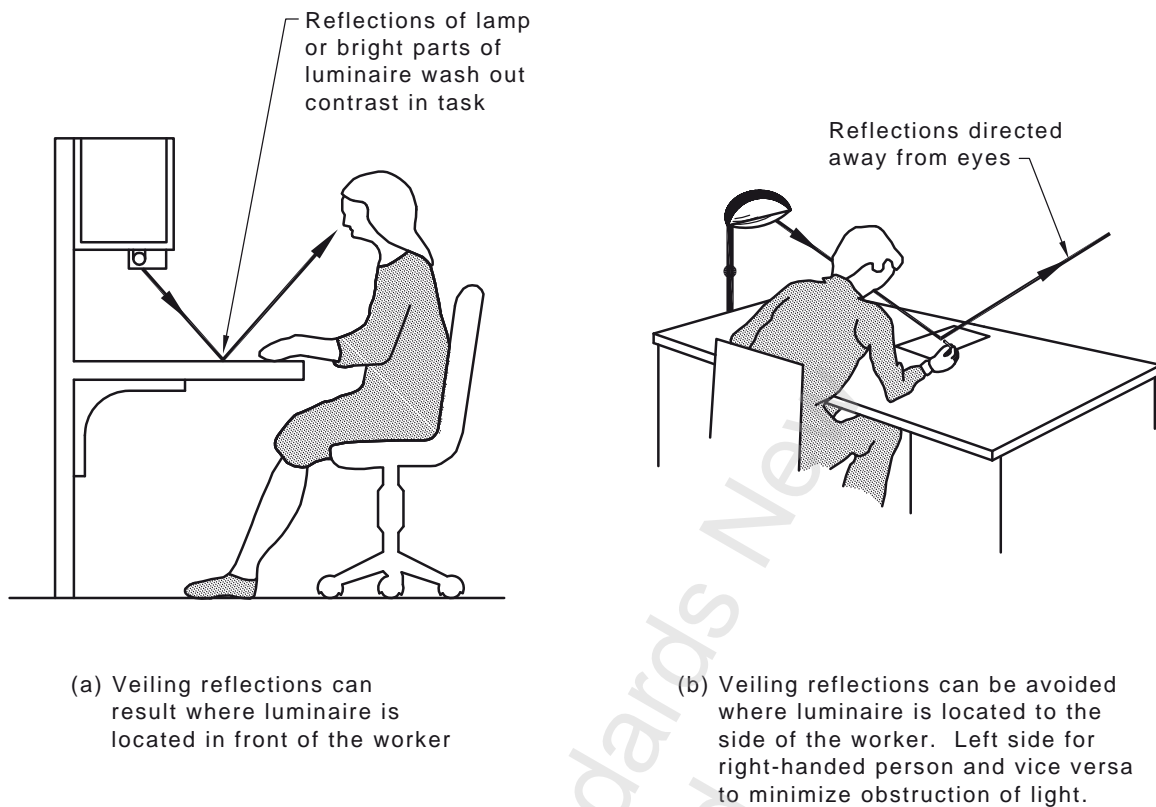 Reflections of lamp
or bright parts of
luminaire wash out
contrast in task
Reflections directed
away from eyes
(a) Veiling reflections can
result where luminaire is
located in front of the worker
(b) Veiling reflections can be avoided
where luminaire is located to the
side of the worker. Left side for
right-handed person and vice versa
to minimize obstruction of light.